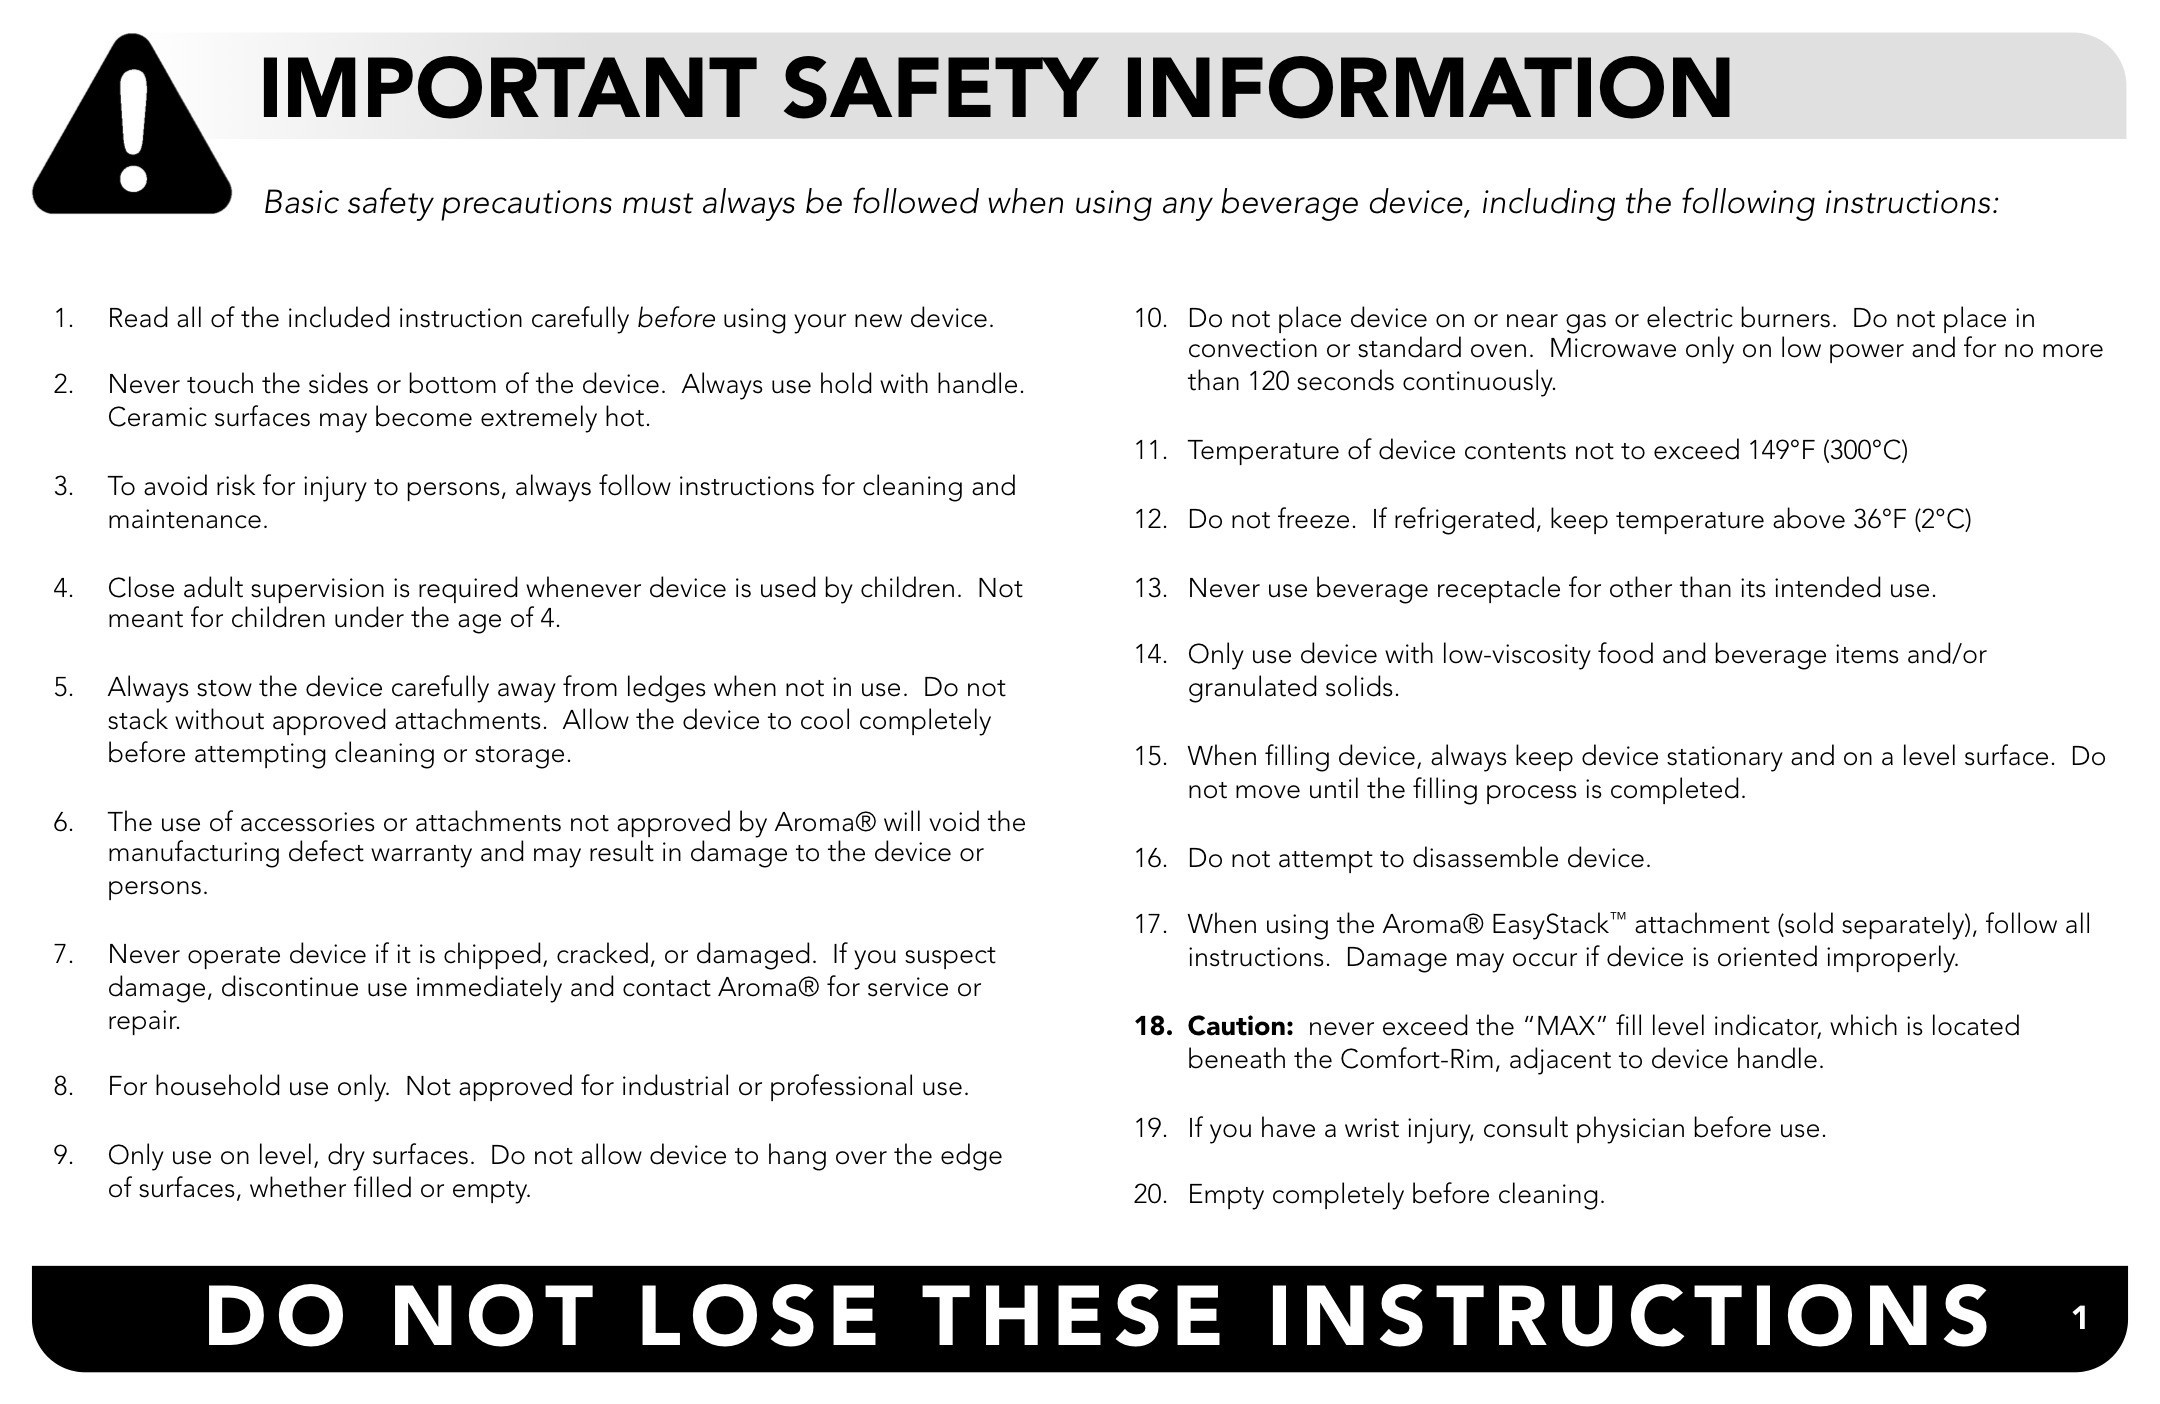 IMPORTANT SAFETY INFORMATION
Basic safety precautions must always be followed when using any beverage device, including the following instructions:
1. Read all of the included instruction carefully before using your new device.
2. Never touch the sides or bottom of the device. Always use hold with handle.
Ceramic surfaces may become extremely hot.
3. To avoid risk for injury to persons, always follow instructions for cleaning and
maintenance.
4. Close adult supervision is required whenever device is used by children. Not
meant for children under the age of 4.
5. Always stow the device carefully away from ledges when not in use. Do not
stack without approved attachments. Allow the device to cool completely
before attempting cleaning or storage.
6. The use of accessories or attachments not approved by Aroma® will void the
manufacturing defect warranty and may result in damage to the device or
persons.
7. Never operate device if it is chipped, cracked, or damaged. If you suspect
damage, discontinue use immediately and contact Aroma® for service or
repair.
8. For household use only. Not approved for industrial or professional use.
9. Only use on level, dry surfaces. Do not allow device to hang over the edge
of surfaces, whether filled or empty.
10. Do not place device on or near gas or electric burners. Do not place in
convection or standard oven. Microwave only on low power and for no more
than 120 seconds continuously.
11. Temperature of device contents not to exceed 149°F (300°C)
12. Do not freeze. If refrigerated, keep temperature above 36°F (2°C)
13. Never use beverage receptacle for other than its intended use.
14. Only use device with low-viscosity food and beverage items and/or
granulated solids.
15. When filling device, always keep device stationary and on a level surface. Do
not move until the filling process is completed.
16. Do not attempt to disassemble device.
17. When using the Aroma® EasyStack™ attachment (sold separately), follow all
instructions. Damage may occur if device is oriented improperly.
18. Caution: never exceed the “MAX” fill level indicator, which is located
beneath the Comfort-Rim, adjacent to device handle.
19. If you have a wrist injury, consult physician before use.
20. Empty completely before cleaning.
DO NOT LOSE THESE INSTRUCTIONS 1